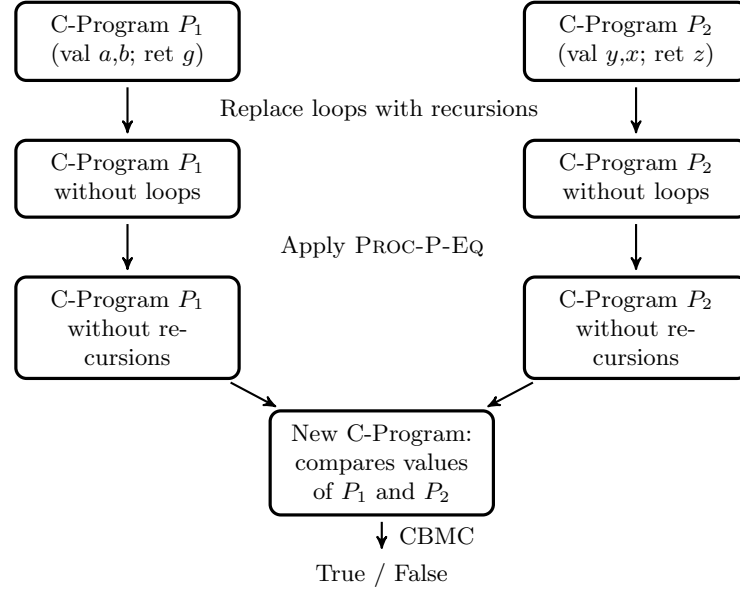 C-Program P₁
(val a,b; ret g)
C-Program P₂
(val y,x; ret z)
Replace loops with recursions
C-Program P₁
without loops
C-Program P₂
without loops
Apply PROC-P-EQ
C-Program P₁
without re-
cursions
C-Program P₂
without re-
cursions
New C-Program:
compares values
of P₁ and P₂
CBMC
True / False